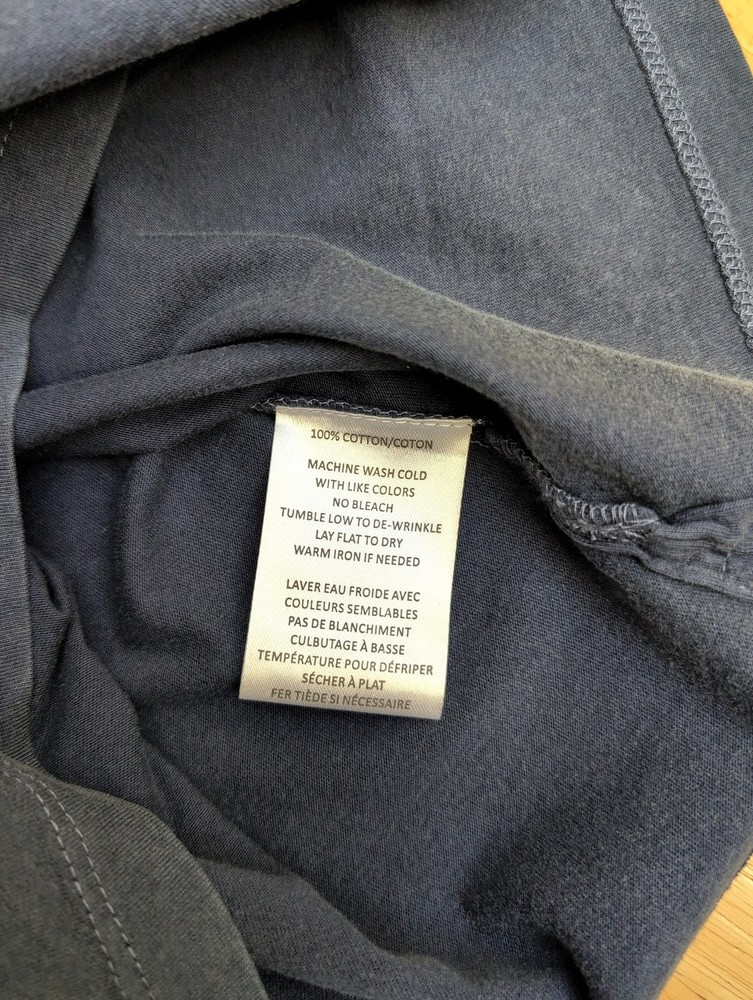 100% COTTON/COTON
MACHINE WASH COLD
WITH LIKE COLORS
NO BLEACH
TUMBLE LOW TO DE-WRINKLE
LAY FLAT TO DRY
WARM IRON IF NEEDED
LAVER EAU FROIDE AVEC
COULEURS SEMBLABLES
PAS DE BLANCHIMENT
CULBUTAGE À BASSE
TEMPÉRATURE POUR DÉFRIPER
SÉCHER À PLAT
FER TIÈDE SI NÉCESSAIRE